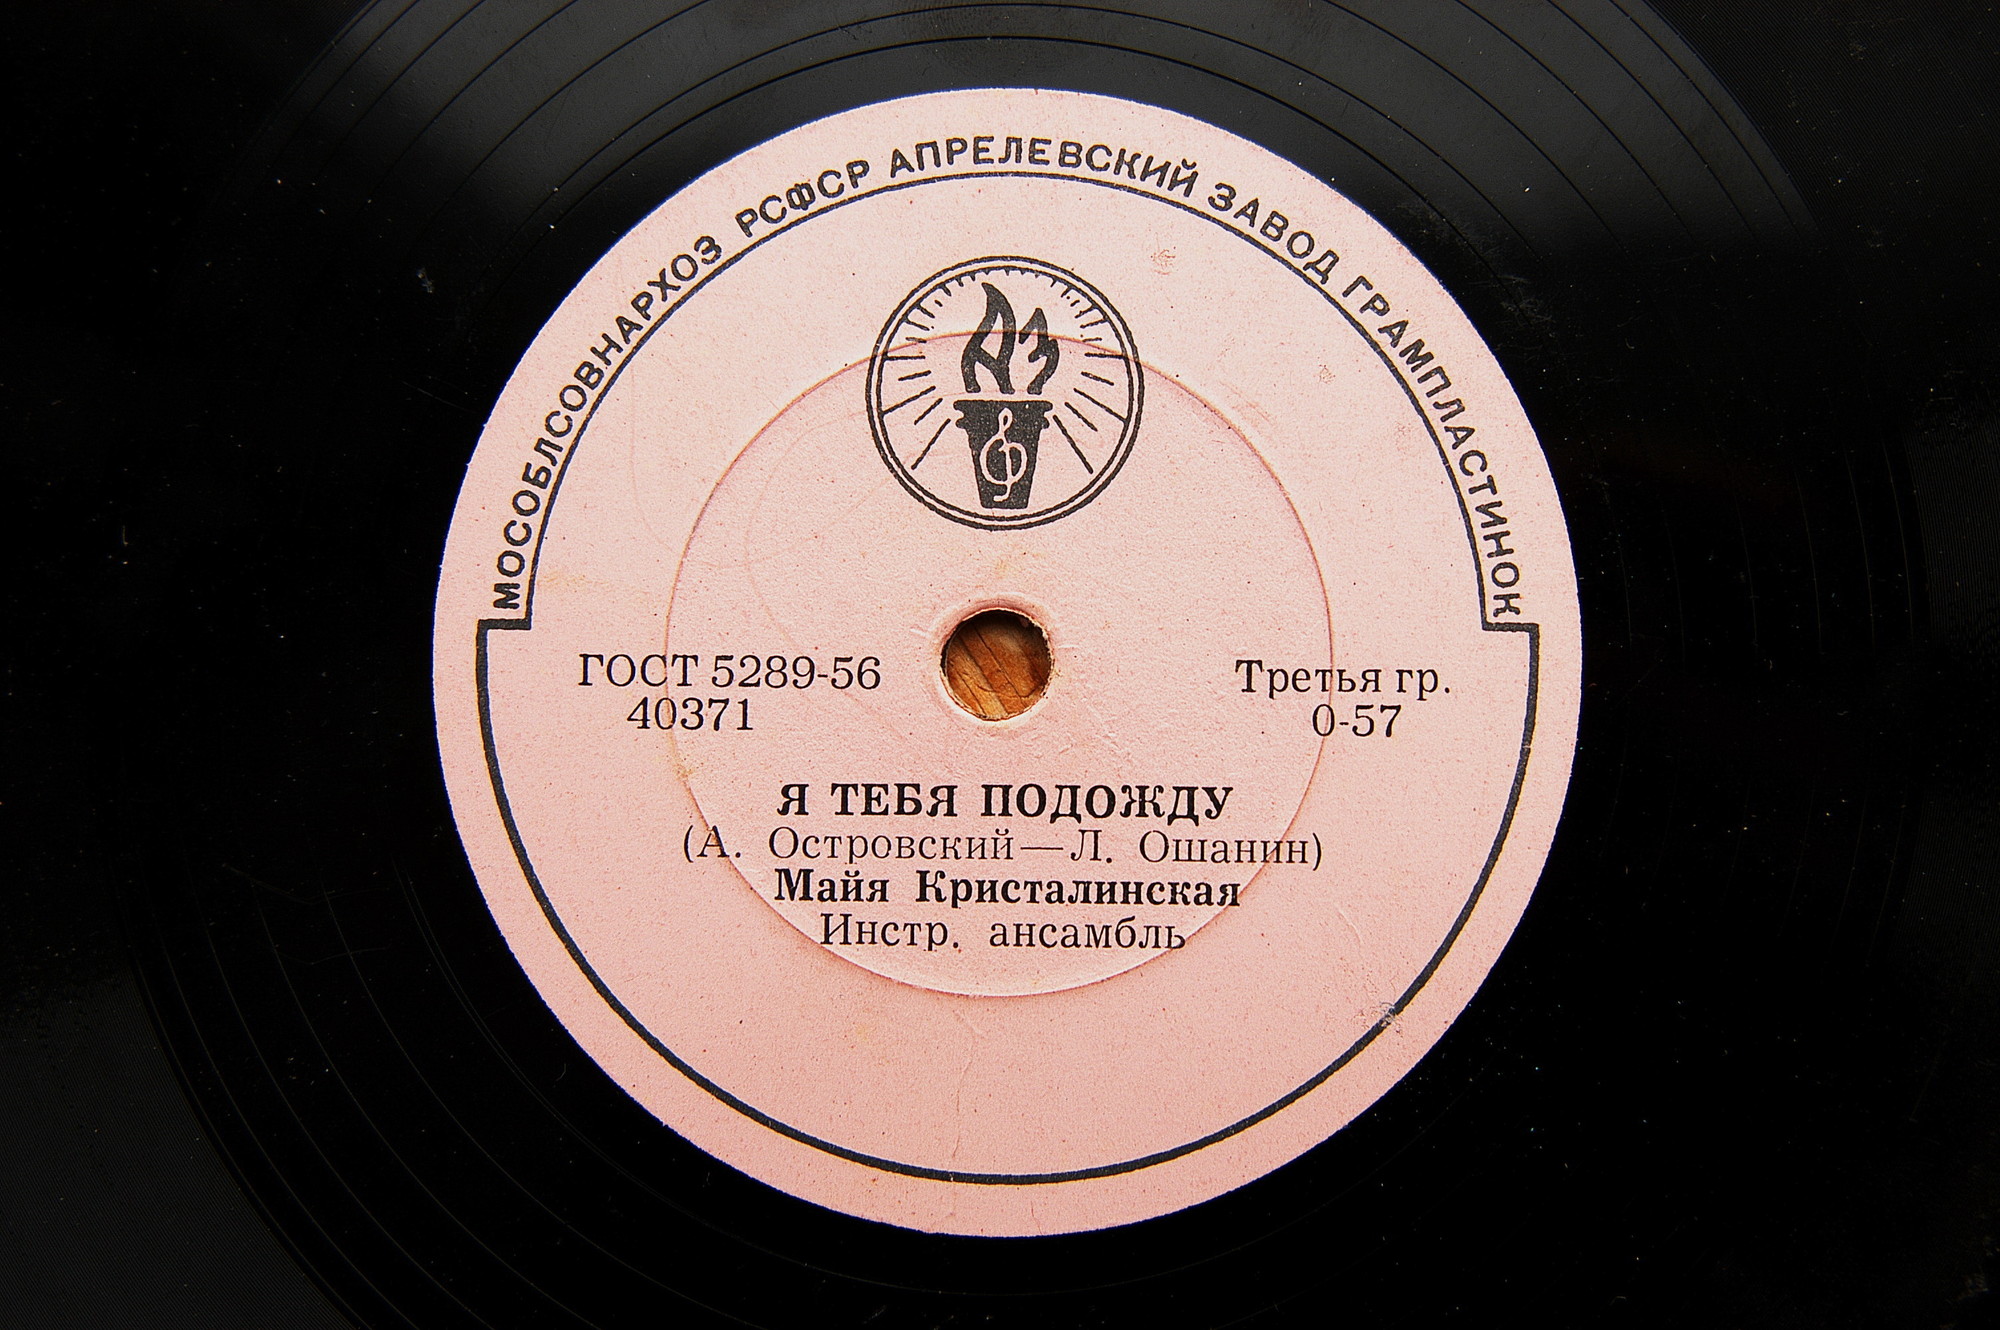 МОСОБЛСОВНАРХОЗ РСФСР АПРЕЛЕВСКИЙ ЗАВОД ГРАМПЛАСТИНОК
АЗ
ГОСТ 5289-56
40371
Третья гр.
0-57
Я ТЕБЯ ПОДОЖДУ
(А. Островский—Л. Ошанин)
Майя Кристалинская
Инстр. ансамбль